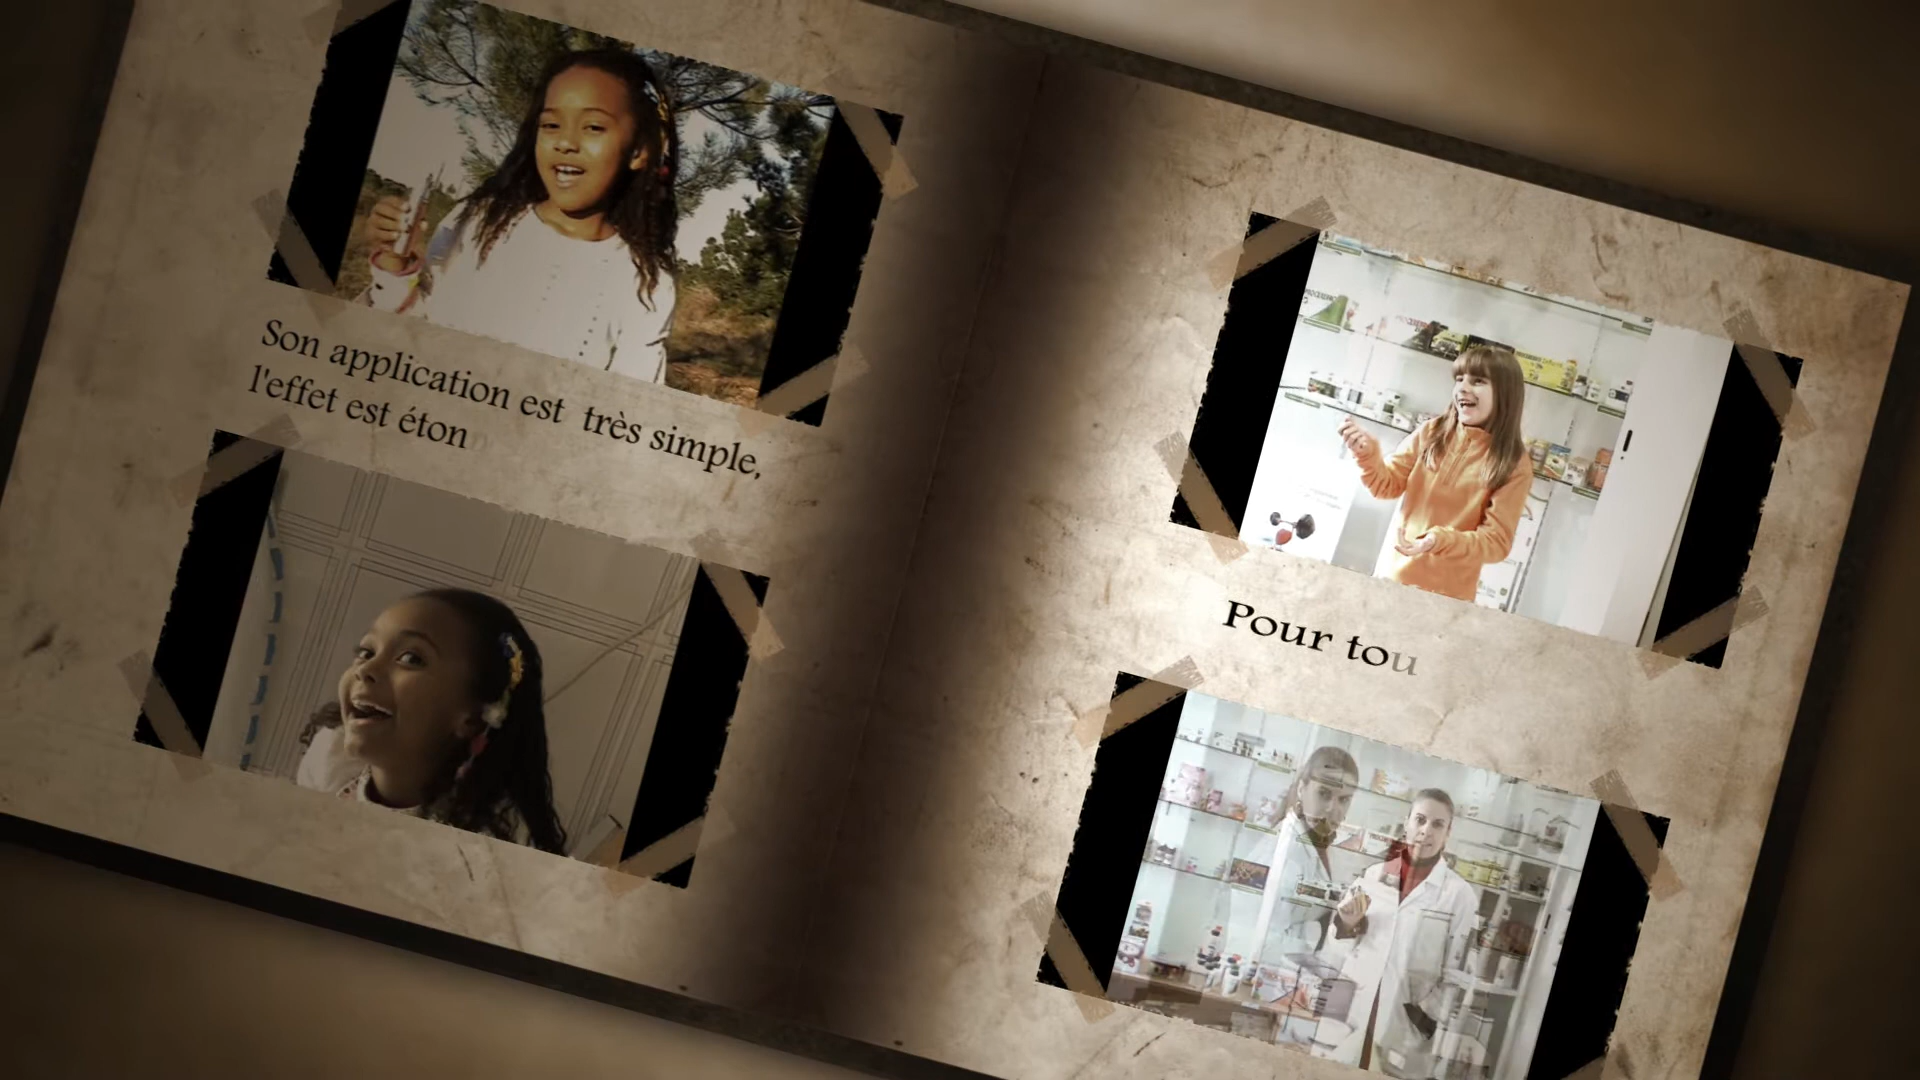 Son application est très simple,
l'effet est éton
Pour tou